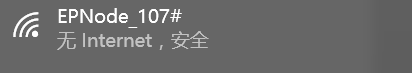 EPNode_107#
无 Internet，安全